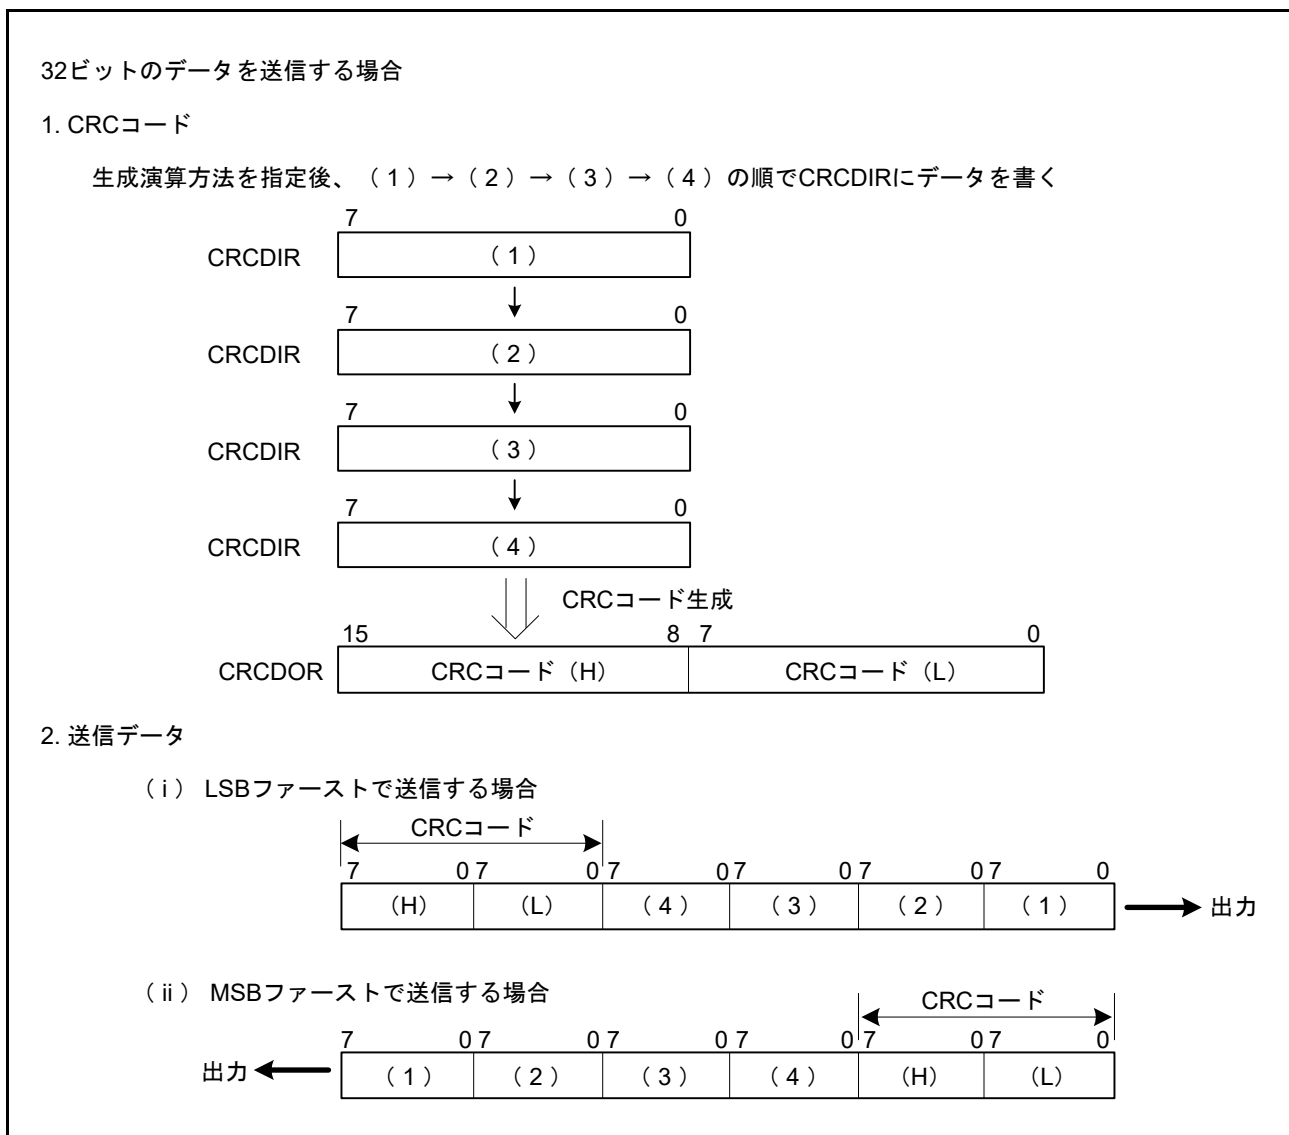 32ビットのデータを送信する場合
1. CRCコード
生成演算方法を指定後、（1）→（2）→（3）→（4）の順でCRCDIRにデータを書く
7 0
CRCDIR （1）
7 0
CRCDIR （2）
7 0
CRCDIR （3）
7 0
CRCDIR （4）
CRCコード生成
15 8 7 0
CRCDOR CRCコード（H） CRCコード（L）
2. 送信データ
（i） LSBファーストで送信する場合
CRCコード
7 0 7 0 7 0 7 0 7 0 7 0
（H） （L） （4） （3） （2） （1） 出力
（ii） MSBファーストで送信する場合
CRCコード
7 0 7 0 7 0 7 0 7 0 7 0
出力 （1） （2） （3） （4） （H） （L）